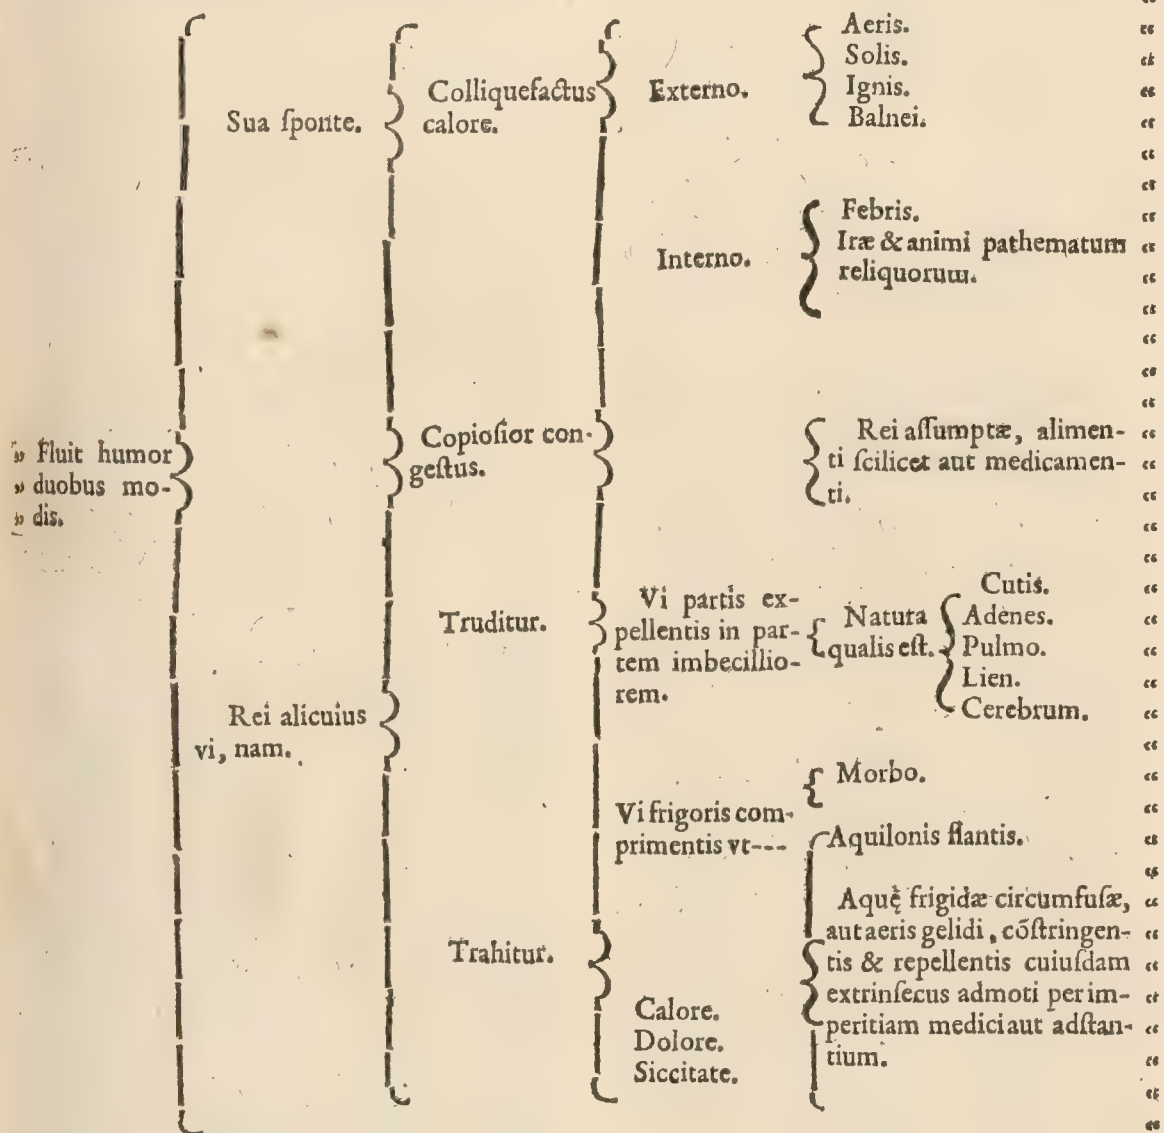 Aeris.
Solis.
Ignis.
Balnei.
Externo.
Colliquefactus
calore.
Sua ſponte.
Febris.
Iræ & animi pathematum
reliquorum.
Interno.
Copioſior con-
geſtus.
Rei aſſumptæ, alimen-
ti ſcilicet aut medicamen-
ti.
„ Fluit humor
„ duobus mo-
„ dis.
Truditur.
Vi partis ex-
pellentis in par-
tem imbecillio-
rem.
Natura
qualis eſt.
Cutis.
Adenes.
Pulmo.
Lien.
Cerebrum.
Rei alicuius
vi, nam.
Morbo.
Vi frigoris com-
primentis vt---
Aquilonis flantis.
Aquę frigidæ circumfuſæ,
aut aeris gelidi, cōſtringen-
tis & repellentis cuiuſdam
extrinſecus admoti per im-
peritiam medici aut adſtan-
tium.
Trahitur.
Calore.
Dolore.
Siccitate.